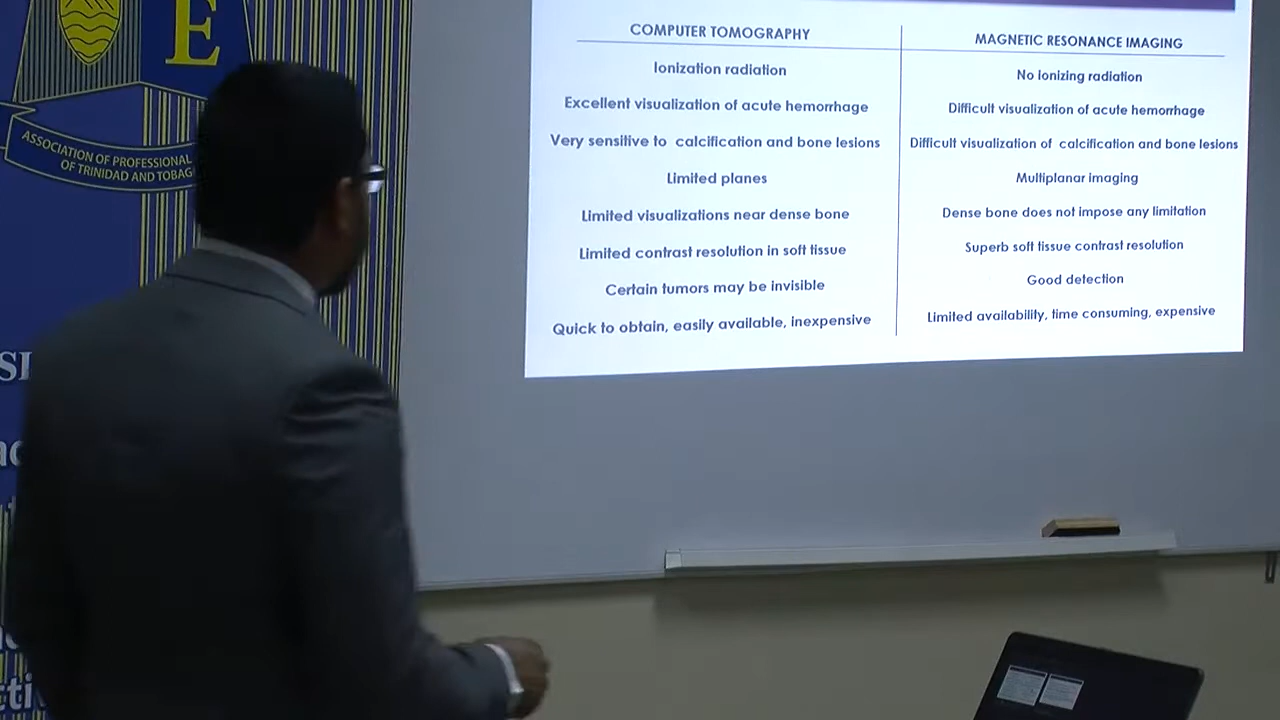 E
ASSOCIATION OF PROFESSIONAL
OF TRINIDAD AND TOBAG
COMPUTER TOMOGRAPHY
MAGNETIC RESONANCE IMAGING
Ionization radiation
No ionizing radiation
Excellent visualization of acute hemorrhage
Difficult visualization of acute hemorrhage
Very sensitive to calcification and bone lesions
Difficult visualization of calcification and bone lesions
Limited planes
Multiplanar imaging
Limited visualizations near dense bone
Dense bone does not impose any limitation
Limited contrast resolution in soft tissue
Superb soft tissue contrast resolution
Certain tumors may be invisible
Good detection
Quick to obtain, easily available, inexpensive
Limited availability, time consuming, expensive